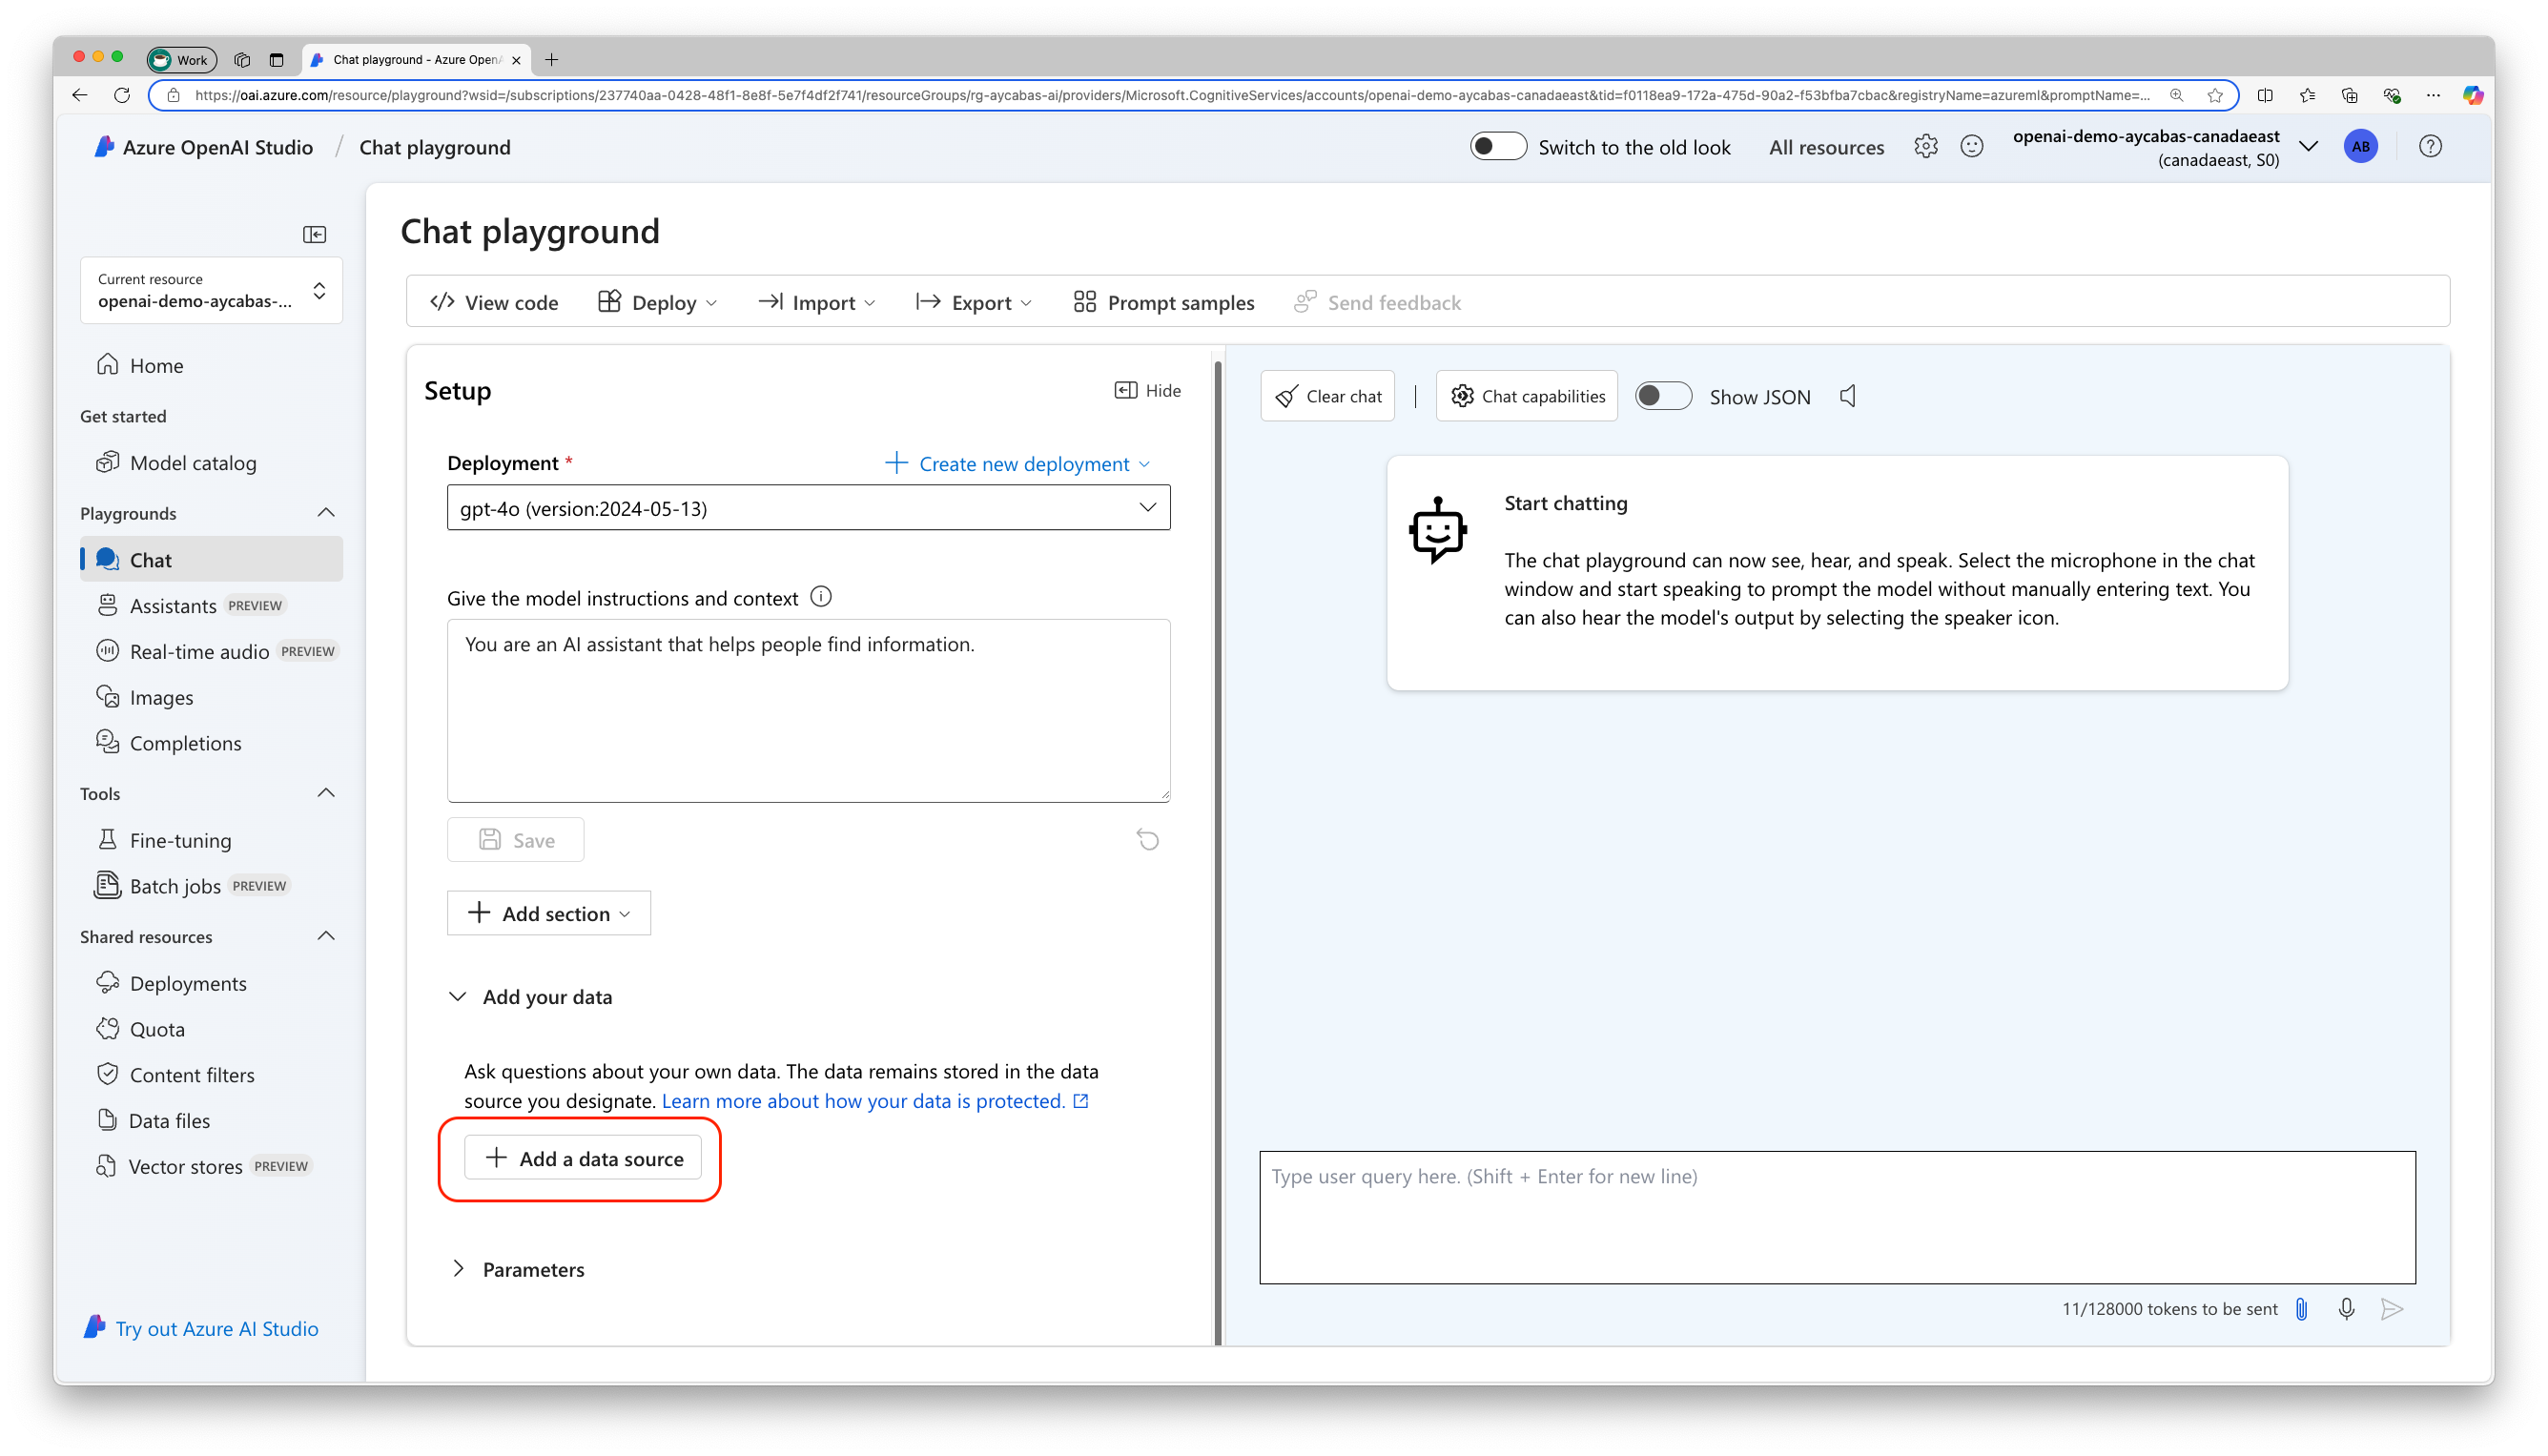 Work
Chat playground - Azure OpenA
https://oai.azure.com/resource/playground?wsid=/subscriptions/237740aa-0428-48f1-8e8f-5e7f4df2f741/resourceGroups/rg-aycabas-ai/providers/Microsoft.CognitiveServices/accounts/openai-demo-aycabas-canadaeast&tid=f0118ea9-172a-475d-90a2-f53bfba7cbac&registryName=azureml&promptName=...
Azure OpenAI Studio / Chat playground
Switch to the old look
All resources
openai-demo-aycabas-canadaeast
(canadaeast, S0)
AB
Current resource
openai-demo-aycabas-...
Home
Get started
Model catalog
Playgrounds
Chat
Assistants PREVIEW
Real-time audio PREVIEW
Images
Completions
Tools
Fine-tuning
Batch jobs PREVIEW
Shared resources
Deployments
Quota
Content filters
Data files
Vector stores PREVIEW
Try out Azure AI Studio
Chat playground
View code
Deploy
Import
Export
Prompt samples
Send feedback
Setup
Hide
Deployment *
Create new deployment
gpt-4o (version:2024-05-13)
Give the model instructions and context
You are an AI assistant that helps people find information.
Save
Add section
Add your data
Ask questions about your own data. The data remains stored in the data
source you designate. Learn more about how your data is protected.
Add a data source
Parameters
Clear chat
Chat capabilities
Show JSON
Start chatting
The chat playground can now see, hear, and speak. Select the microphone in the chat
window and start speaking to prompt the model without manually entering text. You
can also hear the model's output by selecting the speaker icon.
Type user query here. (Shift + Enter for new line)
11/128000 tokens to be sent